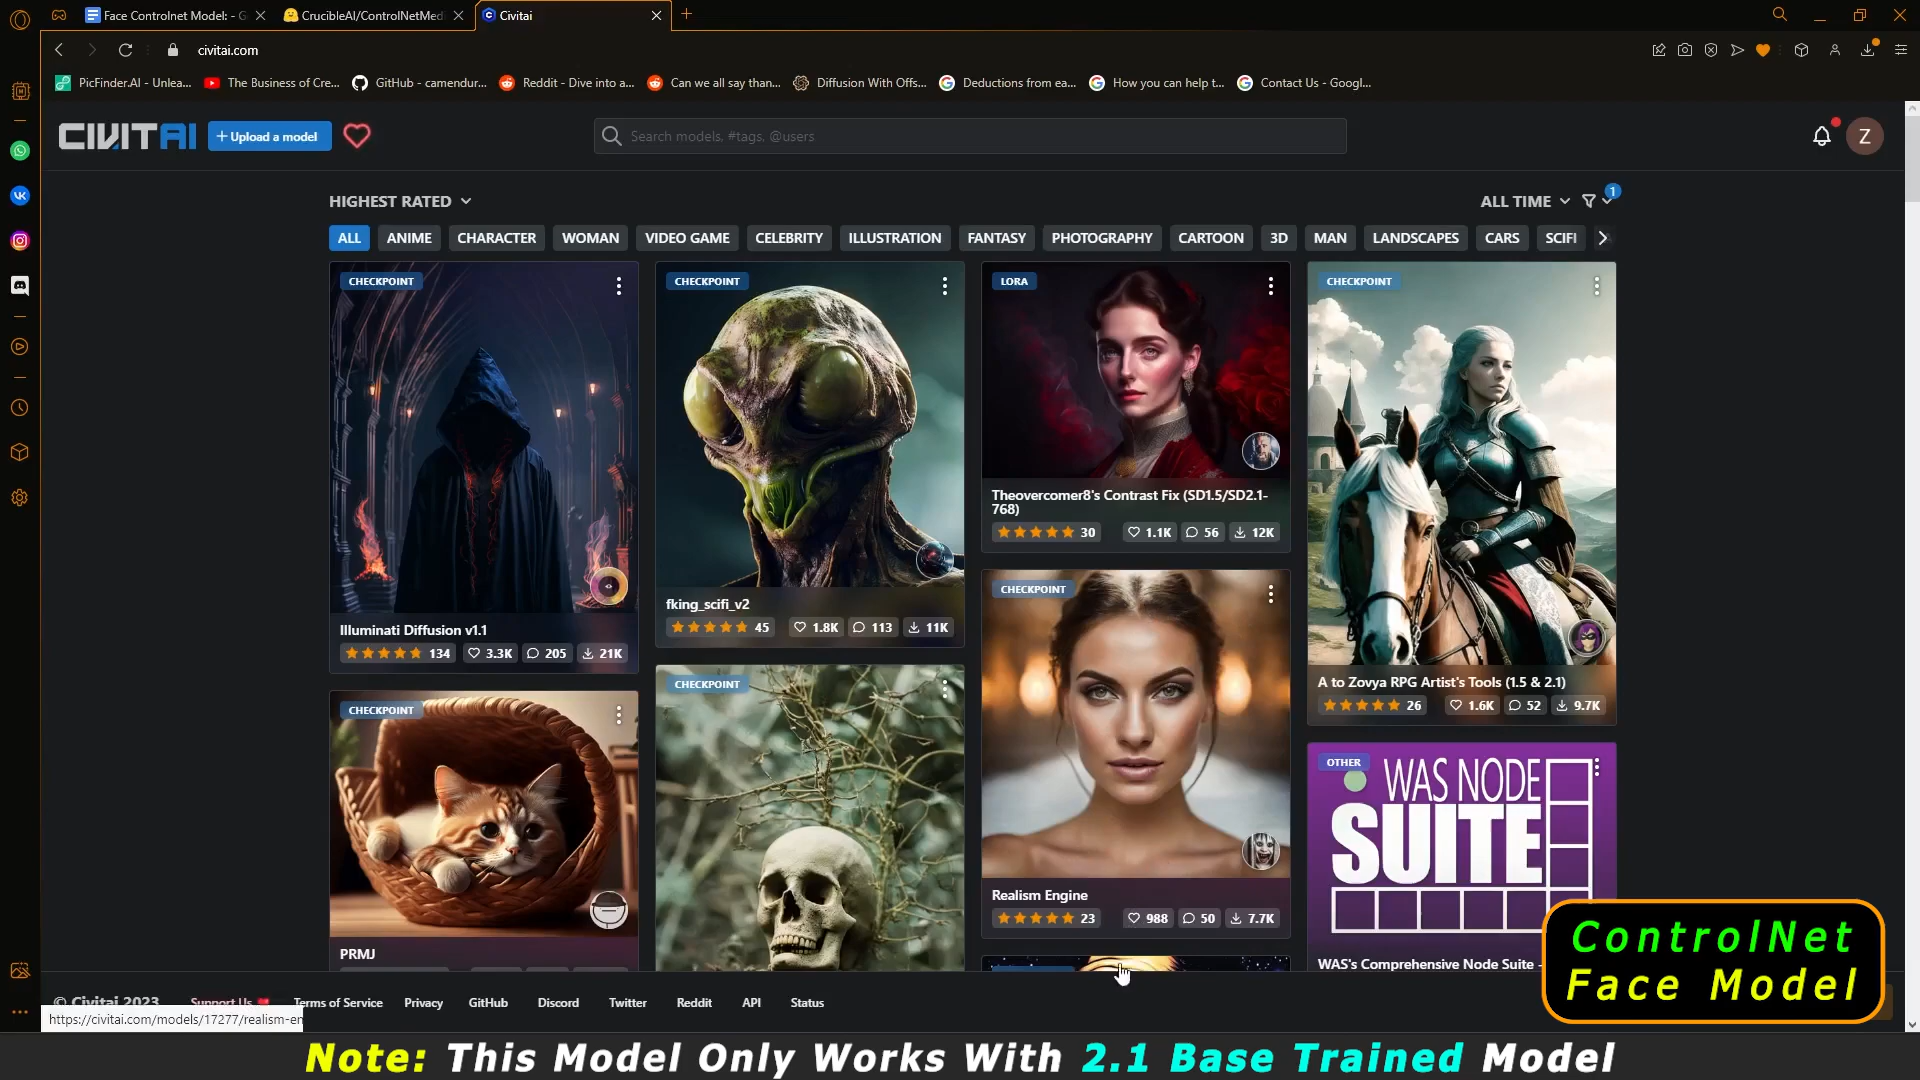 Face Controlnet Model: - G
CrucibleAI/ControlNetMedi
Civitai
civitai.com
PicFinder.AI - Unlea...
The Business of Cre...
GitHub - camendur...
Reddit - Dive into a...
Can we all say than...
Diffusion With Offs...
Deductions from ea...
How you can help t...
Contact Us - Googl...
CIVITAI
+ Upload a model
Search models, #tags, @users
Z
HIGHEST RATED
ALL TIME
1
ALL
ANIME
CHARACTER
WOMAN
VIDEO GAME
CELEBRITY
ILLUSTRATION
FANTASY
PHOTOGRAPHY
CARTOON
3D
MAN
LANDSCAPES
CARS
SCIFI
CHECKPOINT
Illuminati Diffusion v1.1
134
3.3K
205
21K
CHECKPOINT
PRMJ
CHECKPOINT
fking_scifi_v2
45
1.8K
113
11K
CHECKPOINT
LORA
Theovercomer8's Contrast Fix (SD1.5/SD2.1-
768)
30
1.1K
56
12K
CHECKPOINT
Realism Engine
23
988
50
7.7K
CHECKPOINT
A to Zovya RPG Artist's Tools (1.5 & 2.1)
26
1.6K
52
9.7K
OTHER
WAS NODE
SUITE
WAS's Comprehensive Node Suite -
© Civitai 2023
Support Us
Terms of Service
Privacy
GitHub
Discord
Twitter
Reddit
API
Status
https://civitai.com/models/17277/realism-en
ControlNet
Face Model
Note: This Model Only Works With 2.1 Base Trained Model